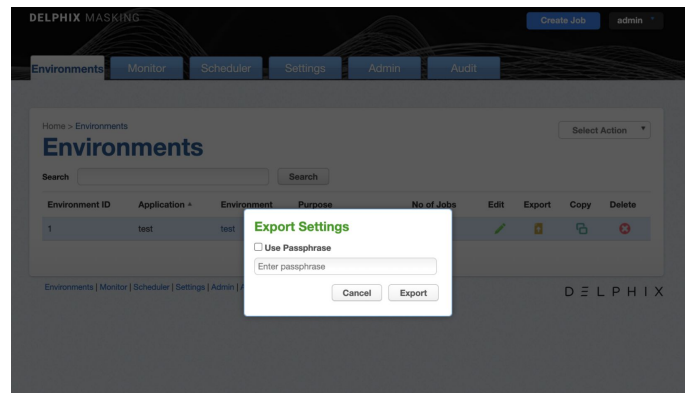 DELPHIX MASKING
Create Job
admin
Environments Monitor Scheduler Settings Admin Audit
Home > Environments
Select Action
Environments
Search Search
Environment ID Application Environment Purpose No of Jobs Edit Export Copy Delete
1 test test
Export Settings
Use Passphrase
Enter passphrase
Cancel Export
Environments | Monitor | Scheduler | Settings | Admin | A
DELPHIX